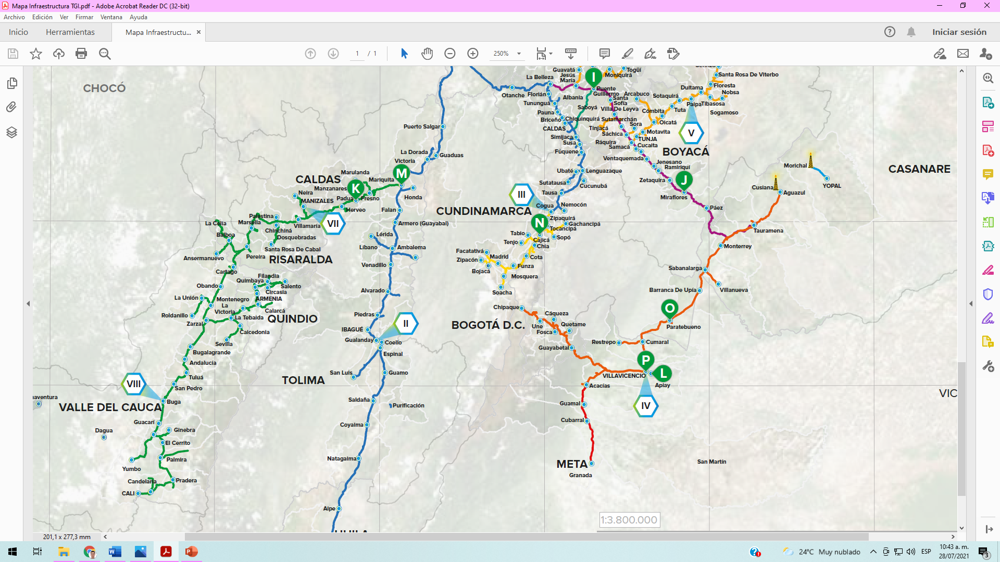 Mapa Infraestructura TGI.pdf - Adobe Acrobat Reader DC (32-bit)
Archivo Edición Ver Firmar Ventana Ayuda
Inicio Herramientas Mapa Infraestructu... Iniciar sesión
1 / 1 250%
CHOCÓ
Guavatá
Togüí
Jesús María
Moniquirá
La Belleza
I
Puente Guillermo
Santa Rosa De Viterbo
Floresta
Duitama
Nobsa
Otanche
Florián
Albania
Santa Sofía
Arcabuco
Sotaquirá
Tununguá
Saboyá
Villa De Leyva
Paipa
Tibasosa
Tuta
Cómbita
Sogamoso
Pauna
Briceño
Chiquinquirá
Sutamarchán
Oicatá
Sora
CALDAS
Tinjacá
Motavita
V
Simijaca
Sáchica
TUNJA
Susa
Ráquira
Cucaita
Samacá
BOYACÁ
Puerto Salgar
La Dorada
Guaduas
Victoria
Fúquene
Ventaquemada
Jenesano
Ramiriquí
Morichal
CASANARE
M
Marulanda
Mariquita
CALDAS
Manzanares
K
Ubaté
Lenguazaque
Zetaquira
J
YOPAL
Sutatausa
Cucunubá
Cusiana
Aguazul
Neira
MANIZALES
Padua
Fresno
Honda
III
Tausa
Miraflores
Herveo
Falan
CUNDINAMARCA
Cogua
Nemocón
Páez
Palestina
La Celia
Marsella
VII
Villamaría
Armero (Guayabal)
N
Zipaquirá
Gachancipá
Tocancipá
Tauramena
Chinchiná
Balboa
Dosquebradas
Lérida
Tabio
Cajicá
Sopó
Tenjo
Chía
Monterrey
Santa Rosa De Cabal
Líbano
Ambalema
Ansermanuevo
Pereira
RISARALDA
Facatativá
Zipacón
Madrid
Cota
Bojacá
Funza
Venadillo
Sabanalarga
Cartago
Filandia
Quimbaya
Mosquera
Obando
Salento
Circasia
Soacha
Barranca De Upía
Villanueva
Alvarado
La Unión
Montenegro
ARMENIA
La Victoria
Calarcá
Chipaque
O
Roldanillo
La Tebaida
QUINDIO
Piedras
II
Cáqueza
Zarzal
Caicedonia
IBAGUÉ
BOGOTÁ D.C.
Une
Quetame
Fosca
Paratebueno
Sevilla
Gualanday
Coello
Guayabetal
Restrepo
Cumaral
Bugalagrande
Espinal
Andalucía
P
San Luis
Guamo
VILLAVICENCIO
L
Tuluá
TOLIMA
Aplay
VIII
San Pedro
Acacías
VIC
naventura
Buga
Saldaña
Purificación
Guamal
IV
VALLE DEL CAUCA
Guacarí
Coyaima
Cubarral
Dagua
Ginebra
El Cerrito
Palmira
Natagaima
META
San Martín
Yumbo
Granada
Candelaria
Pradera
CALI
Aipe
1:3.800.000
201,1 x 277,3 mm
24°C Muy nublado ESP 10:43 a. m.
28/07/2021
3